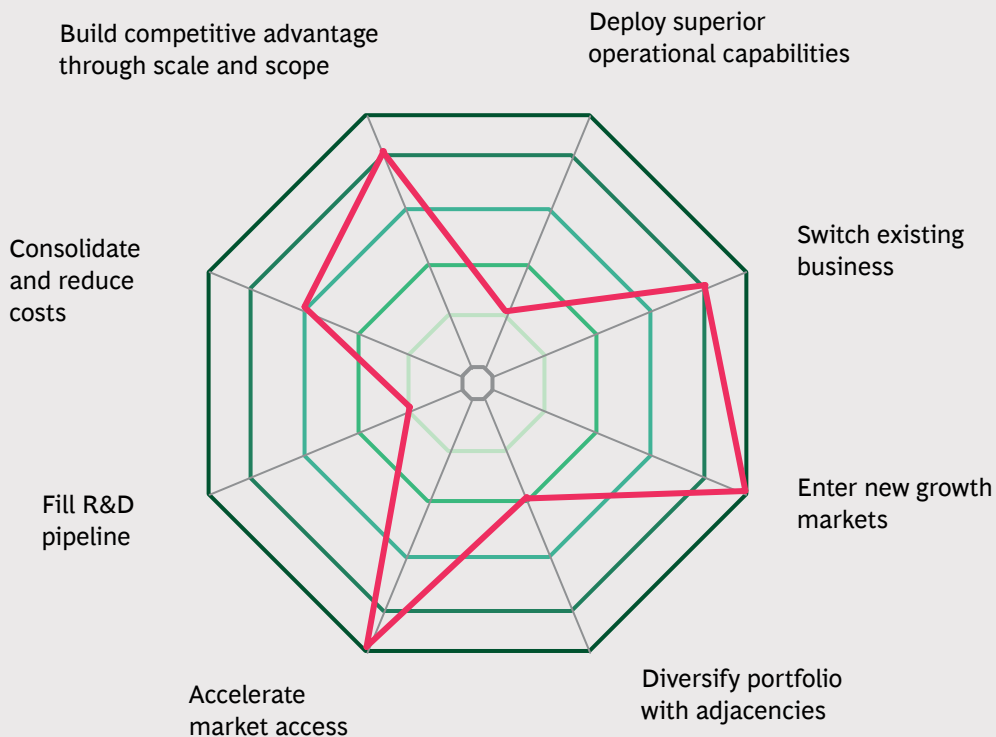 Build competitive advantage
through scale and scope
Deploy superior
operational capabilities
Switch existing
business
Enter new growth
markets
Diversify portfolio
with adjacencies
Accelerate
market access
Fill R&D
pipeline
Consolidate
and reduce
costs